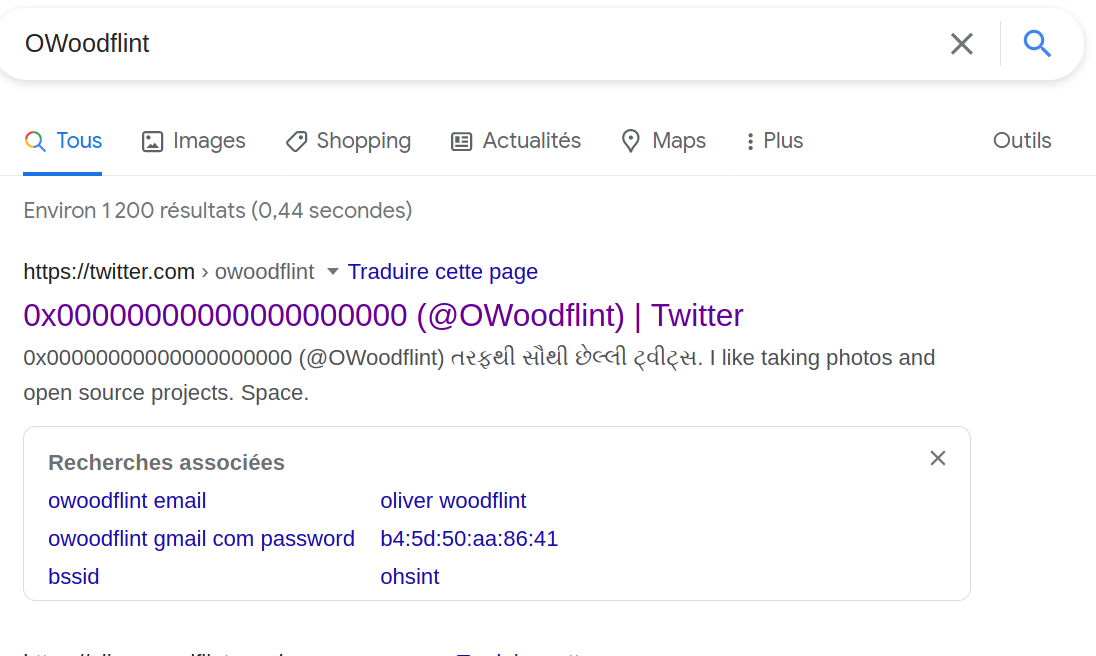 OWoodflint
Tous Images Shopping Actualités Maps Plus Outils
Environ 1 200 résultats (0,44 secondes)
https://twitter.com › owoodflint Traduire cette page
0x00000000000000000000 (@OWoodflint) | Twitter
0x00000000000000000000 (@OWoodflint) તરફથી સૌથી છેલ્લી ટ્વીટ્સ. I like taking photos and
open source projects. Space.
Recherches associées
owoodflint email oliver woodflint
owoodflint gmail com password b4:5d:50:aa:86:41
bssid ohsint